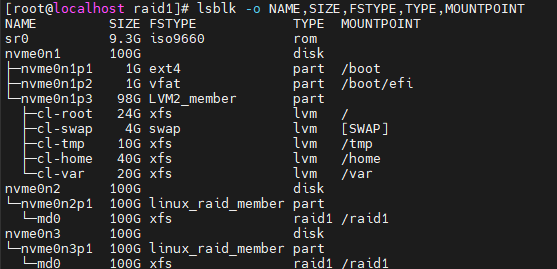 [root@localhost raid1]# lsblk -o NAME,SIZE,FSTYPE,TYPE,MOUNTPOINT
NAME          SIZE FSTYPE            TYPE  MOUNTPOINT
sr0           9.3G iso9660           rom
nvme0n1       100G                   disk
├─nvme0n1p1     1G ext4              part  /boot
├─nvme0n1p2     1G vfat              part  /boot/efi
└─nvme0n1p3    98G LVM2_member       part
  ├─cl-root    24G xfs               lvm   /
  ├─cl-swap     4G swap              lvm   [SWAP]
  ├─cl-tmp     10G xfs               lvm   /tmp
  ├─cl-home    40G xfs               lvm   /home
  └─cl-var     20G xfs               lvm   /var
nvme0n2       100G                   disk
└─nvme0n2p1   100G linux_raid_member part
  └─md0       100G xfs               raid1 /raid1
nvme0n3       100G                   disk
└─nvme0n3p1   100G linux_raid_member part
  └─md0       100G xfs               raid1 /raid1